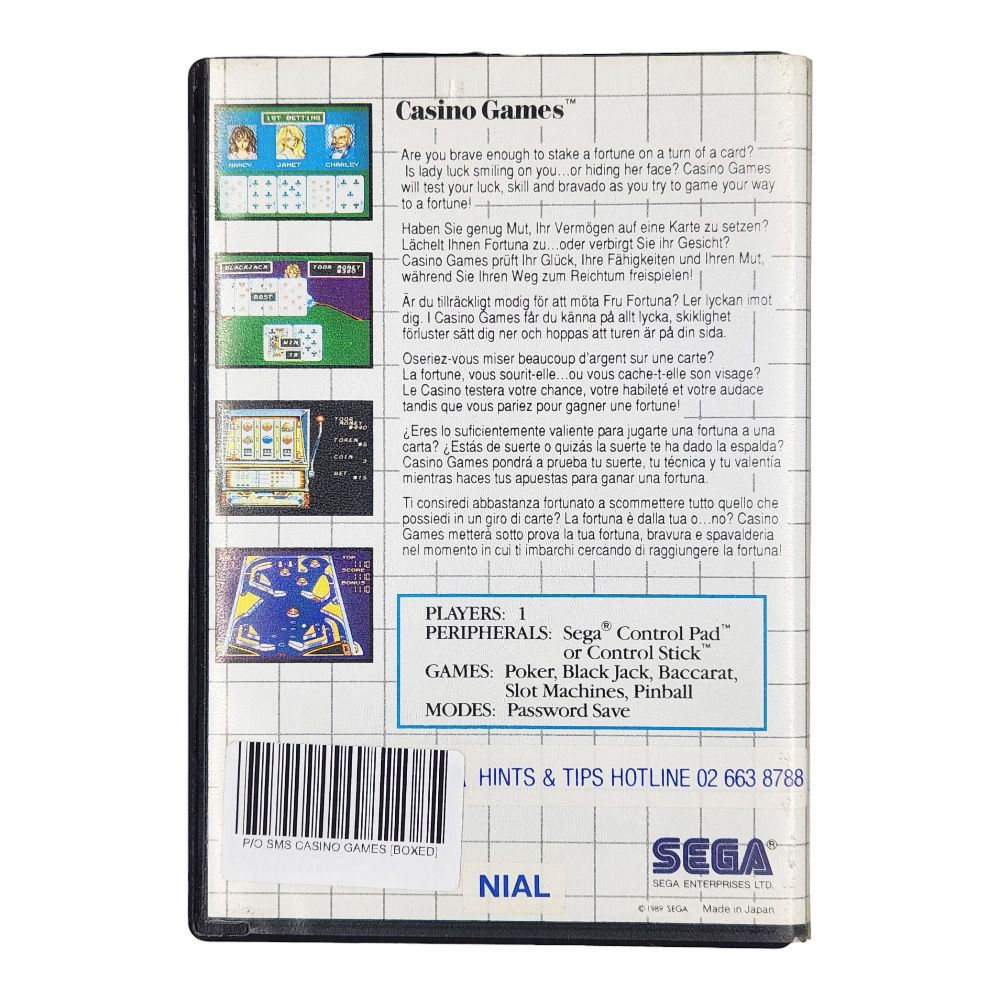 Casino Games™
Are you brave enough to stake a fortune on a turn of a card?
Is lady luck smiling on you...or hiding her face? Casino Games
will test your luck, skill and bravado as you try to game your way
to a fortune!
Haben Sie genug Mut, Ihr Vermögen auf eine Karte zu setzen?
Lächelt Ihnen Fortuna zu...oder verbirgt Sie ihr Gesicht?
Casino Games prüft Ihr Glück, Ihre Fähigkeiten und Ihren Mut,
während Sie Ihren Weg zum Reichtum freispielen!
Är du tillräckligt modig för att möta Fru Fortuna? Ler lyckan imot
dig. I Casino Games får du känna på allt lycka, skiklighet
förluster sätt dig ner och hoppas att turen är på din sida.
Oseriez-vous miser beaucoup d'argent sur une carte?
La fortune, vous sourit-elle...ou vous cache-t-elle son visage?
Le Casino testera votre chance, votre habileté et votre audace
tandis que vous pariez pour gagner une fortune!
¿Eres lo suficientemente valiente para jugarte una fortuna a una
carta? ¿Estás de suerte o quizás la suerte te ha dado la espalda?
Casino Games pondrá a prueba tu suerte, tu técnica y tu valentía
mientras haces tus apuestas para ganar una fortuna.
Ti consiredi abbastanza fortunato a scommettere tutto quello che
possiedi in un giro di carte? La fortuna è dalla tua o...no? Casino
Games metterà sotto prova la tua fortuna, bravura e spavalderia
nel momento in cui ti imbarchi cercando di raggiungere la fortuna!
1ST BETTING
NANCY JANET CHARLEY
BLACKJACK
YOUR MONEY
BUST
WIN
YOUR
MONEY
TOKEN
COIN
BET
TOP
SCORE
BONUS
PLAYERS: 1
PERIPHERALS: Sega® Control Pad™
or Control Stick™
GAMES: Poker, Black Jack, Baccarat,
Slot Machines, Pinball
MODES: Password Save
HINTS & TIPS HOTLINE 02 663 8788
P/O SMS CASINO GAMES [BOXED]
NIAL
SEGA®
SEGA ENTERPRISES LTD.
© 1989 SEGA Made in Japan